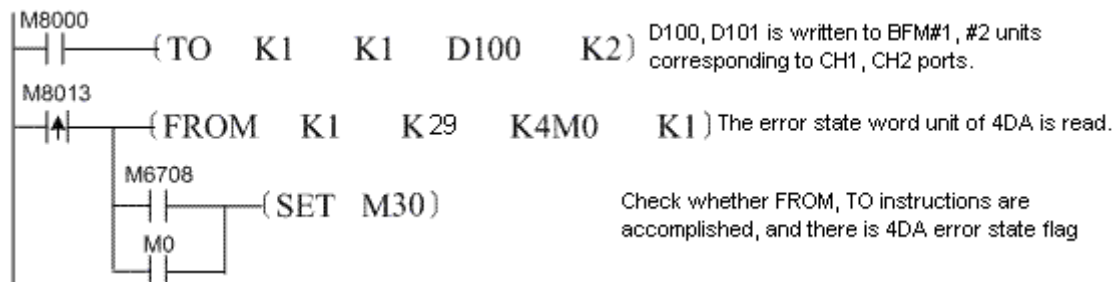 M8000
TO K1 K1 D100 K2
D100, D101 is written to BFM#1, #2 units
corresponding to CH1, CH2 ports.
M8013
FROM K1 K29 K4M0 K1
The error state word unit of 4DA is read.
M6708
SET M30
Check whether FROM, TO instructions are
accomplished, and there is 4DA error state flag
M0